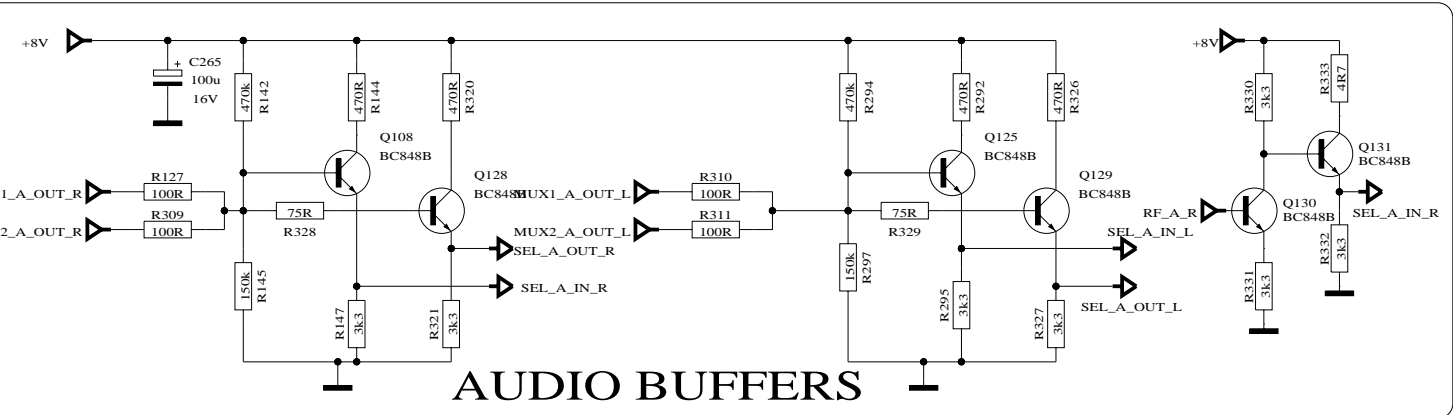 +8V
C265
100u
16V
470k
R142
470R
R144
470R
R320
Q108
BC848B
Q128
BC848B
R127
100R
1_A_OUT_R
R309
100R
2_A_OUT_R
75R
R328
SEL_A_OUT_R
SEL_A_IN_R
150k
R145
R147
3k3
R321
3k3
470k
R294
470R
R292
470R
R326
Q125
BC848B
Q129
BC848B
MUX1_A_OUT_L
R310
100R
MUX2_A_OUT_L
R311
100R
75R
R329
SEL_A_IN_L
SEL_A_OUT_L
150k
R297
R295
3k3
R327
3k3
+8V
R330
3k3
R333
4R7
Q131
BC848B
RF_A_R
Q130
BC848B
SEL_A_IN_R
R332
3k3
R331
3k3
AUDIO BUFFERS